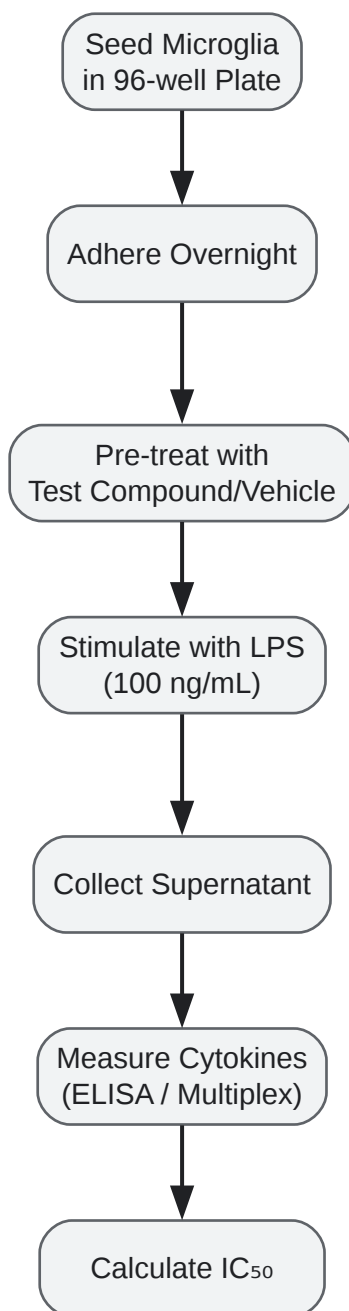 Seed Microglia
in 96-well Plate
Adhere Overnight
Pre-treat with
Test Compound/Vehicle
Stimulate with LPS
(100 ng/mL)
Collect Supernatant
Measure Cytokines
(ELISA / Multiplex)
Calculate IC₅₀